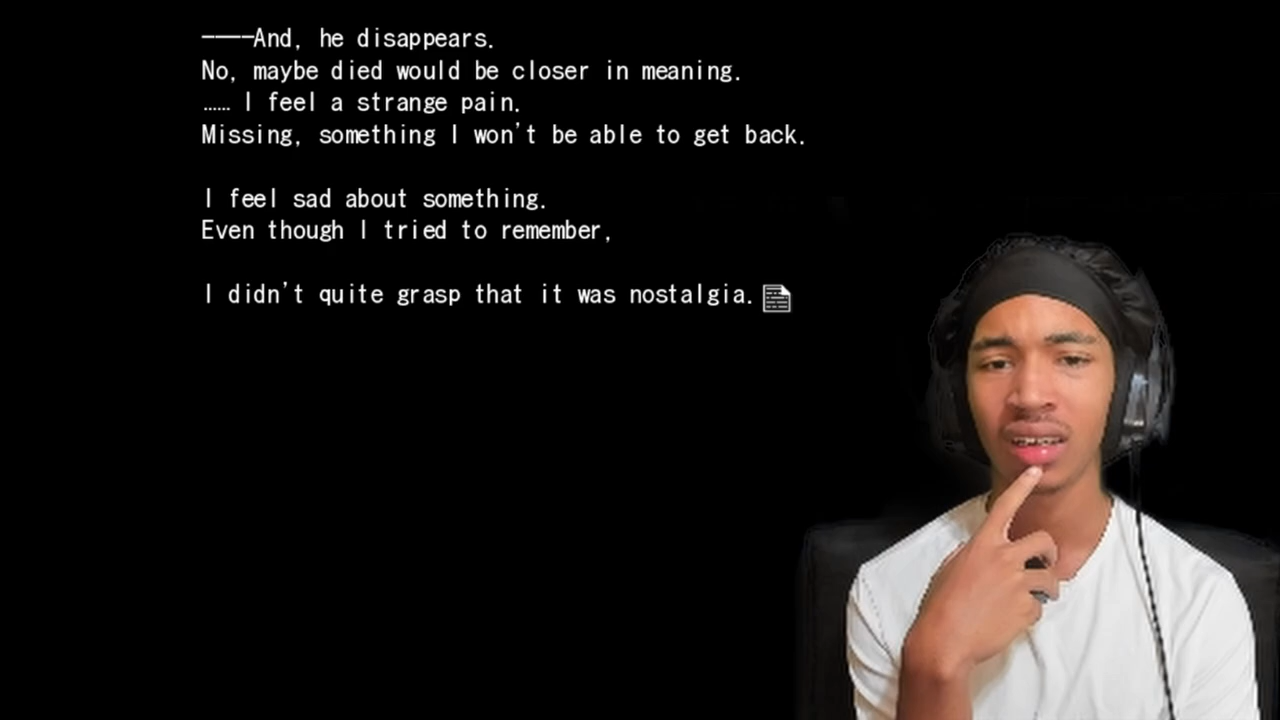 ────And, he disappears.
No, maybe died would be closer in meaning.
…… I feel a strange pain.
Missing, something I won't be able to get back.
I feel sad about something.
Even though I tried to remember,
I didn't quite grasp that it was nostalgia.